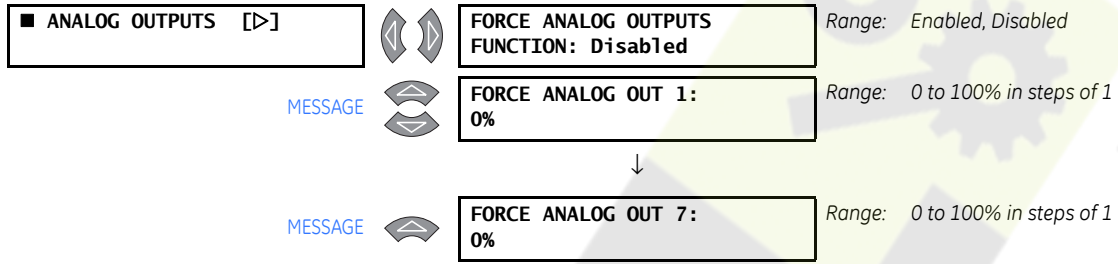 ■ ANALOG OUTPUTS [▷]
FORCE ANALOG OUTPUTS
FUNCTION: Disabled
Range: Enabled, Disabled
MESSAGE
FORCE ANALOG OUT 1:
0%
Range: 0 to 100% in steps of 1
↓
MESSAGE
FORCE ANALOG OUT 7:
0%
Range: 0 to 100% in steps of 1